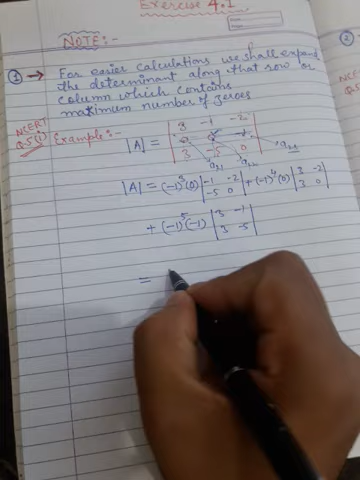 Exercise 4.1
NOTE:-
① → For easier calculations we shall expand
the determinant along that row or
column which contains
maximum number of zeroes
NCERT
Q.5(i)
Example:-
|A| = | 3 -1 -2 |
| 0 0 -1 |
| 3 -5 0 |
a21 a22 a23
|A| = (-1)^3 (0) | -1 -2 | + (-1)^4 (0) | 3 -2 |
| -5 0 | | 3 0 |
+ (-1)^5 (-1) | 3 -1 |
| 3 -5 |
=
②